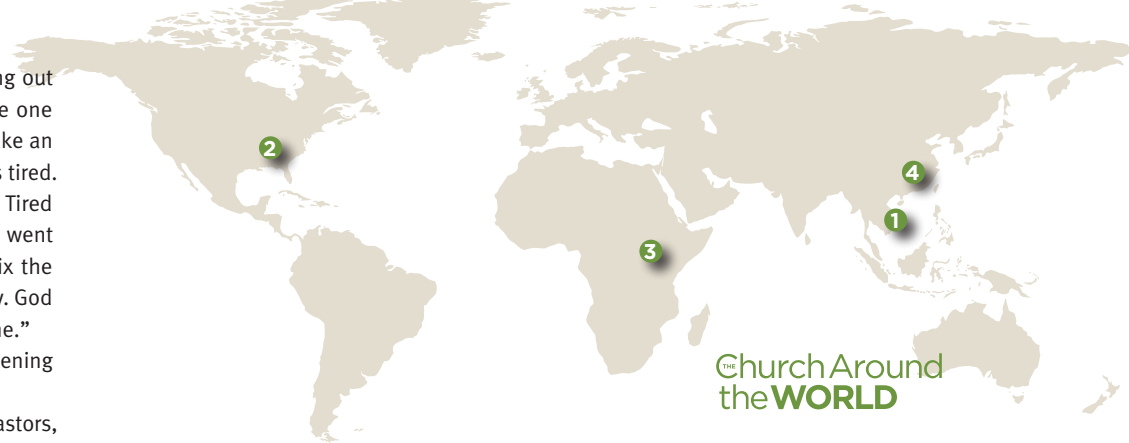 ng out
e one
ke an
s tired.
Tired
went
ix the
y. God
ne.”
ening
astors,
2
4
1
3
THE Church Around
the WORLD